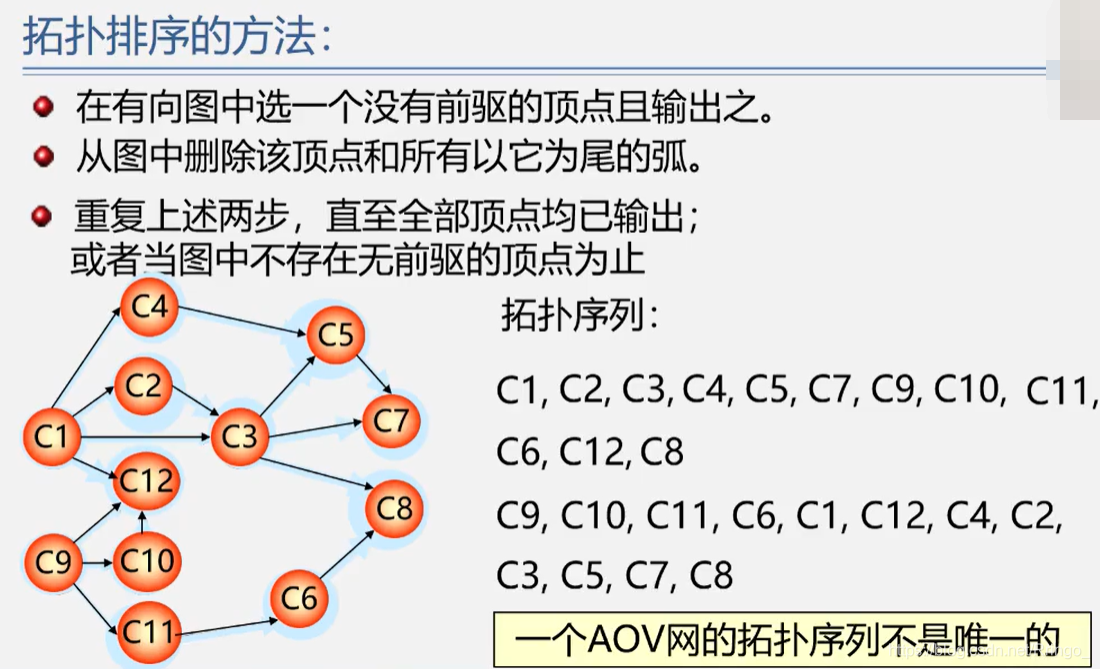 拓扑排序的方法:
在有向图中选一个没有前驱的顶点且输出之。
从图中删除该顶点和所有以它为尾的弧。
重复上述两步，直至全部顶点均已输出；
或者当图中不存在无前驱的顶点为止
C4
C5
C2
C7
C1
C3
C12
C8
C9
C10
C6
C11
拓扑序列:
C1, C2, C3, C4, C5, C7, C9, C10, C11,
C6, C12, C8
C9, C10, C11, C6, C1, C12, C4, C2,
C3, C5, C7, C8
一个AOV网的拓扑序列不是唯一的